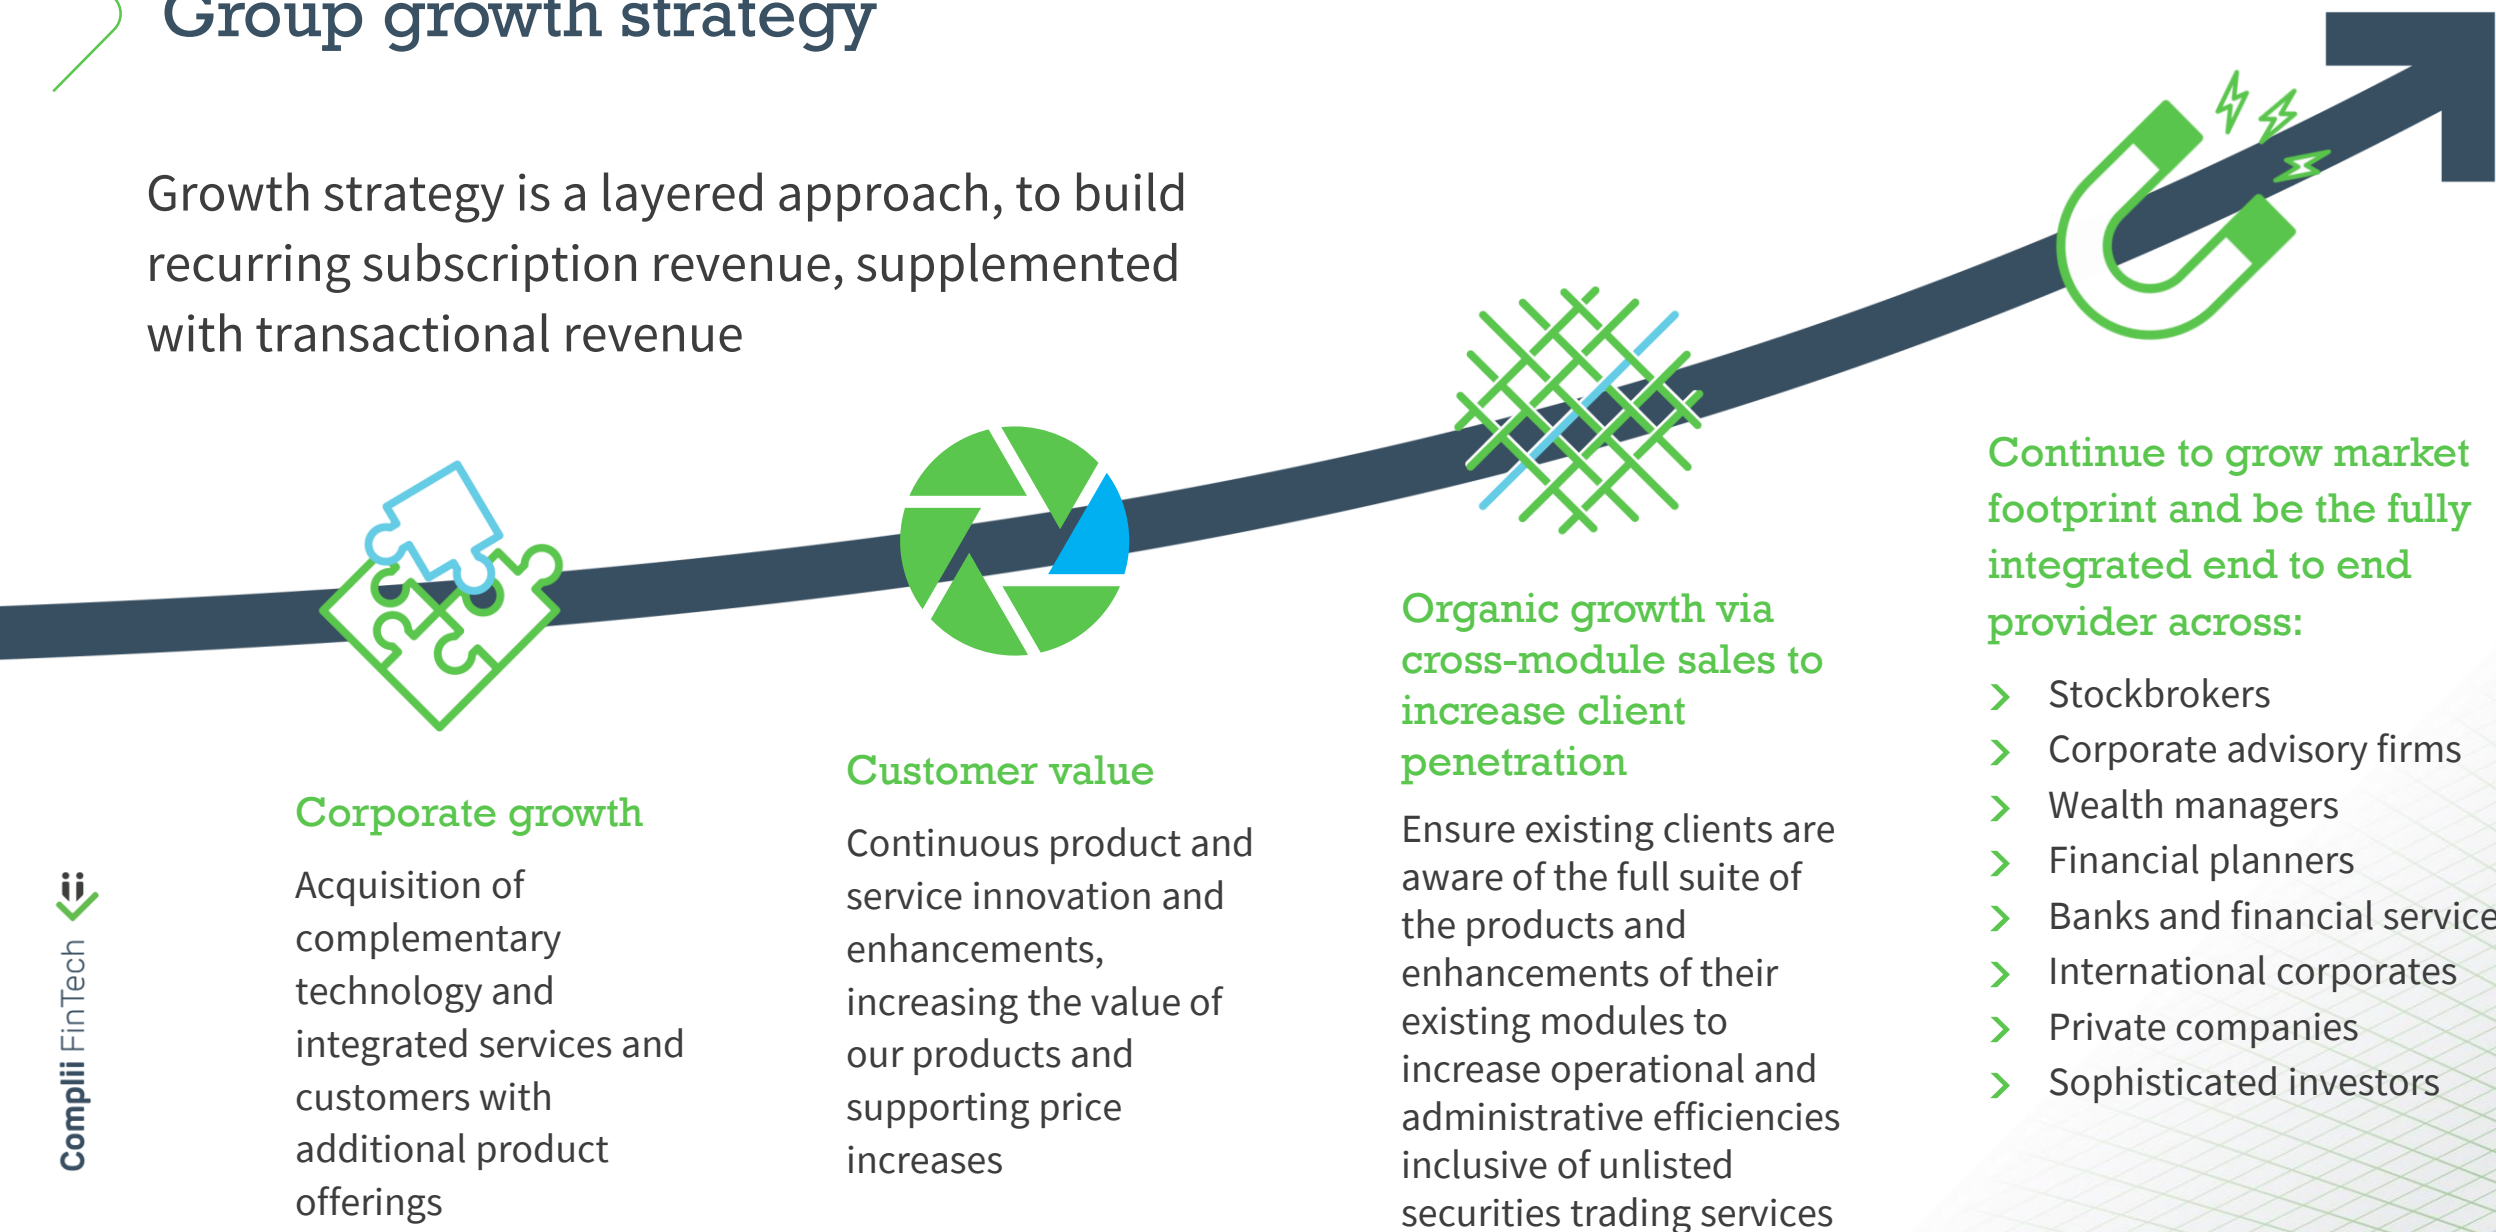 Group growth strategy
Growth strategy is a layered approach, to build
recurring subscription revenue, supplemented
with transactional revenue
Corporate growth
Acquisition of
complementary
technology and
integrated services and
customers with
additional product
offerings
Customer value
Continuous product and
service innovation and
enhancements,
increasing the value of
our products and
supporting price
increases
Organic growth via
cross-module sales to
increase client
penetration
Ensure existing clients are
aware of the full suite of
the products and
enhancements of their
existing modules to
increase operational and
administrative efficiencies
inclusive of unlisted
securities trading services
Continue to grow market
footprint and be the fully
integrated end to end
provider across:
Stockbrokers
Corporate advisory firms
Wealth managers
Financial planners
Banks and financial service
International corporates
Private companies
Sophisticated investors
Complii FinTech